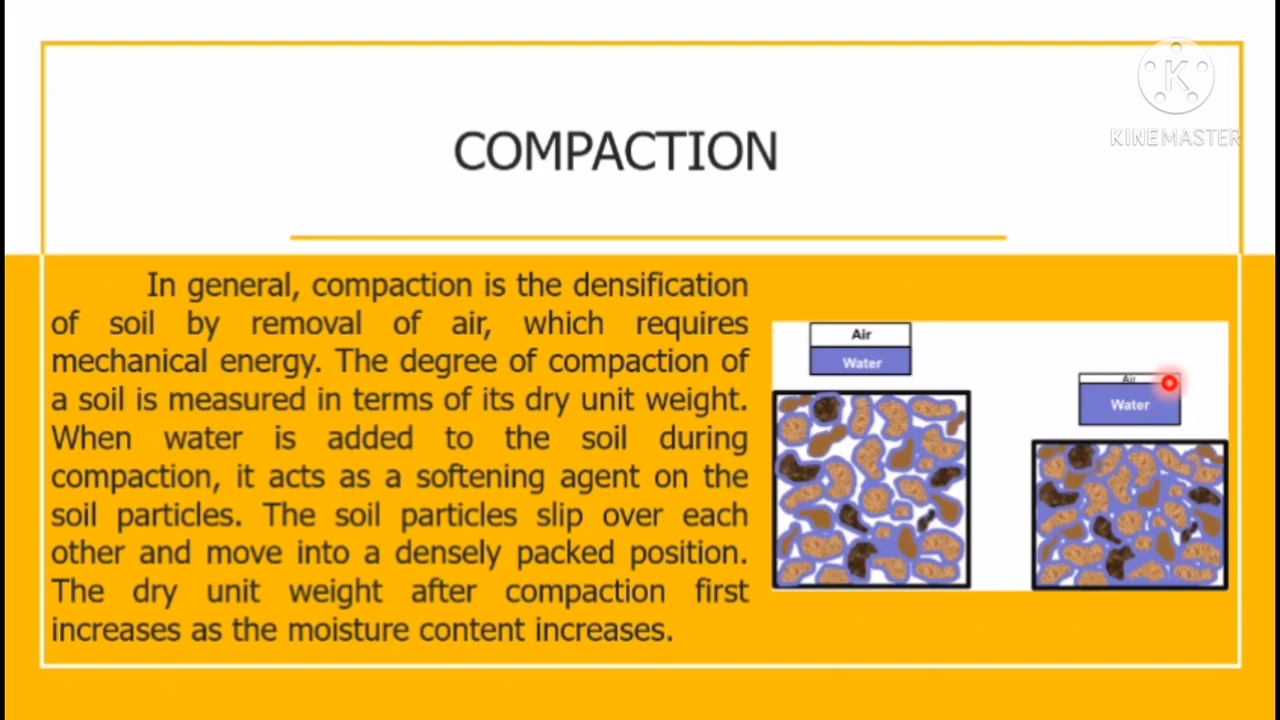 K
KINEMASTER
COMPACTION
In general, compaction is the densification
of soil by removal of air, which requires
mechanical energy. The degree of compaction of
a soil is measured in terms of its dry unit weight.
When water is added to the soil during
compaction, it acts as a softening agent on the
soil particles. The soil particles slip over each
other and move into a densely packed position.
The dry unit weight after compaction first
increases as the moisture content increases.
Air
Water
Air
Water